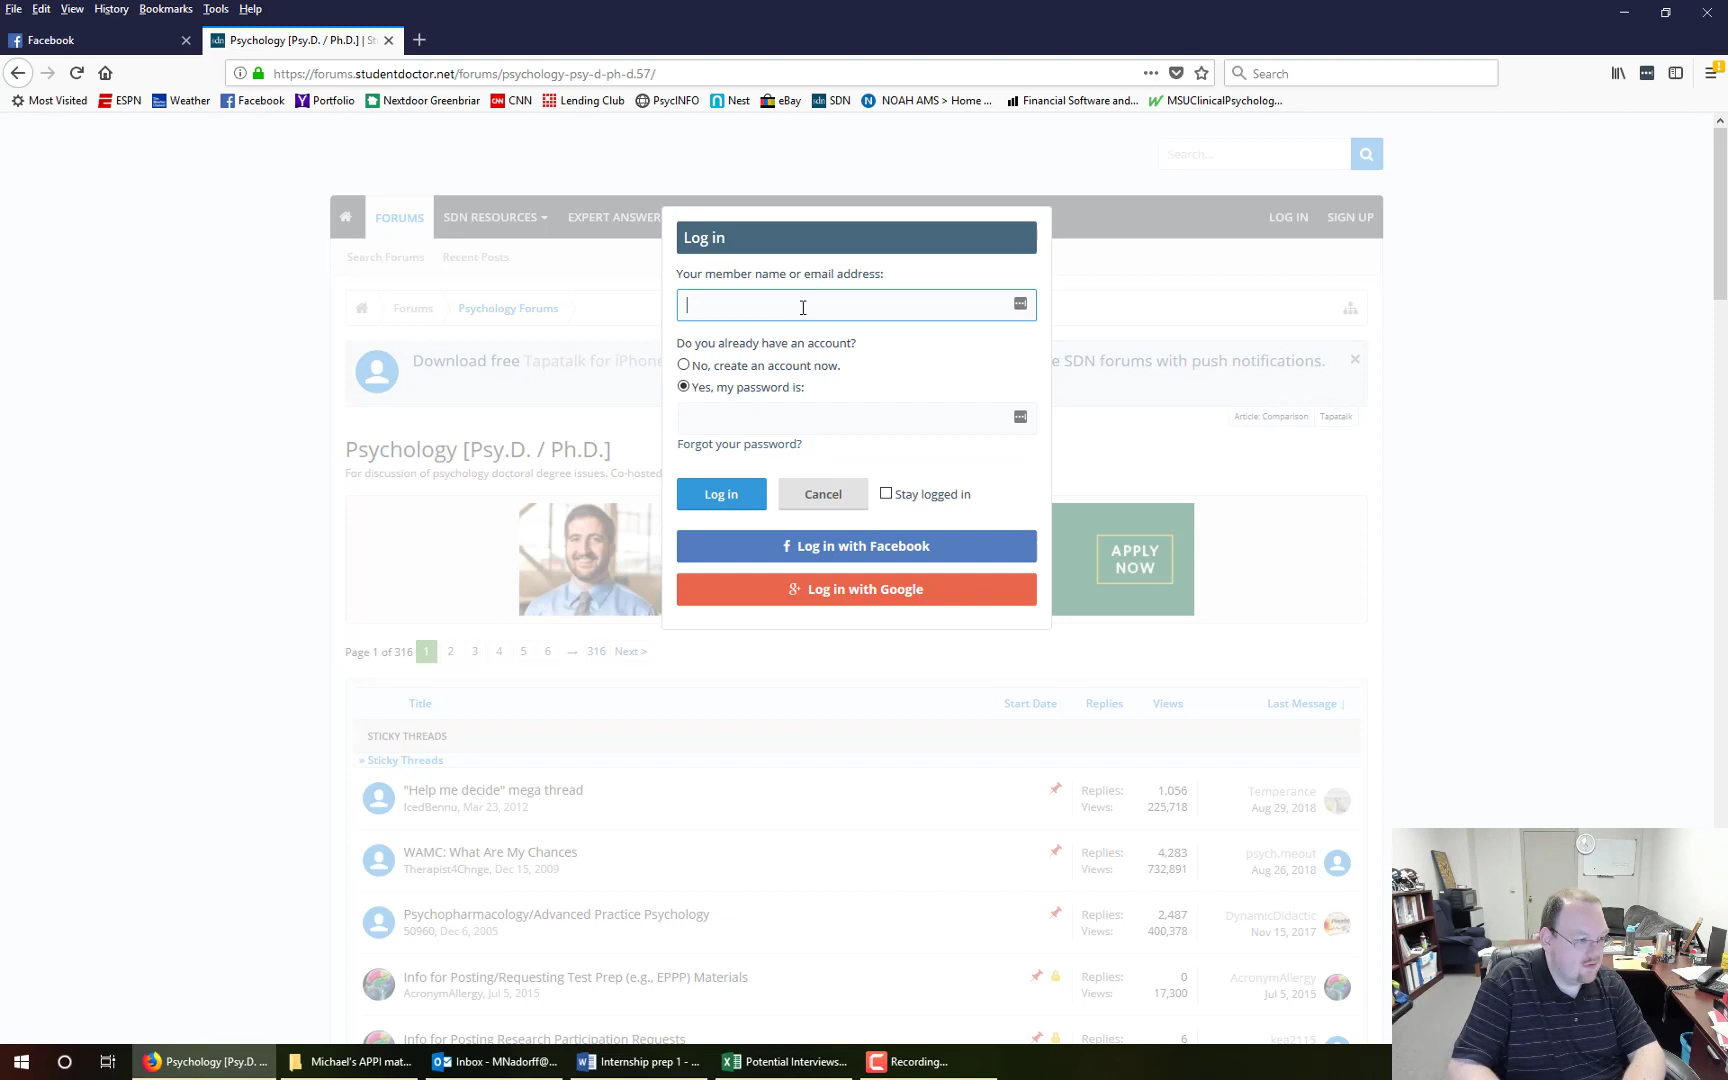 File Edit View History Bookmarks Tools Help
Facebook
Psychology [Psy.D. / Ph.D.] | St
https://forums.studentdoctor.net/forums/psychology-psy-d-ph-d.57/
Search
Most Visited ESPN Weather Facebook Portfolio Nextdoor Greenbriar CNN Lending Club PsycINFO Nest eBay SDN NOAH AMS > Home ... Financial Software and... MSUClinicalPsycholog...
Search...
FORUMS SDN RESOURCES EXPERT ANSWER LOG IN SIGN UP
Search Forums Recent Posts
Log in
Your member name or email address:
Forums Psychology Forums
Do you already have an account?
Download free Tapatalk for iPhone e SDN forums with push notifications.
No, create an account now.
Yes, my password is:
Article: Comparison Tapatalk
Forgot your password?
Psychology [Psy.D. / Ph.D.]
For discussion of psychology doctoral degree issues. Co-hosted
Log in Cancel Stay logged in
Log in with Facebook
Log in with Google
APPLY
NOW
Page 1 of 316 1 2 3 4 5 6 → 316 Next >
Title Start Date Replies Views Last Message ↓
STICKY THREADS
» Sticky Threads
"Help me decide" mega thread Replies: 1,056 Temperance
IcedBennu, Mar 23, 2012 Views: 225,718 Aug 29, 2018
WAMC: What Are My Chances Replies: 4,283 psych.meout
Therapist4Chnge, Dec 15, 2009 Views: 732,891 Aug 26, 2018
Psychopharmacology/Advanced Practice Psychology Replies: 2,487 DynamicDidactic
50960, Dec 6, 2005 Views: 400,378 Nov 15, 2017
Info for Posting/Requesting Test Prep (e.g., EPPP) Materials Replies: 0 AcronymAllergy
AcronymAllergy, Jul 5, 2015 Views: 17,300 Jul 5, 2015
Info for Posting Research Participation Requests Replies: 6 kea2115
Psychology [Psy.D. ... Michael's APPI mat... Inbox - MNadorff@... Internship prep 1 - ... Potential Interviews... Recording...